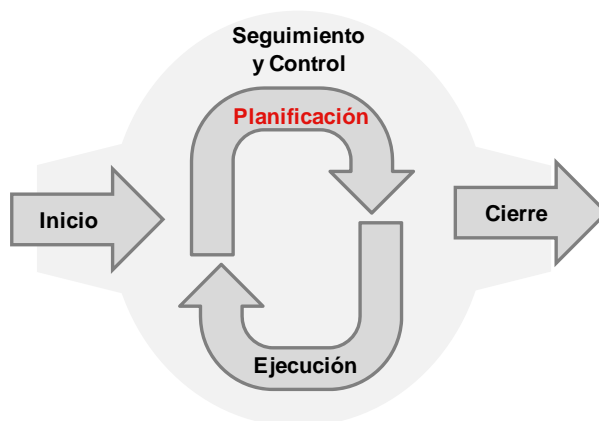 Seguimiento
y Control
Planificación
Inicio
Cierre
Ejecución